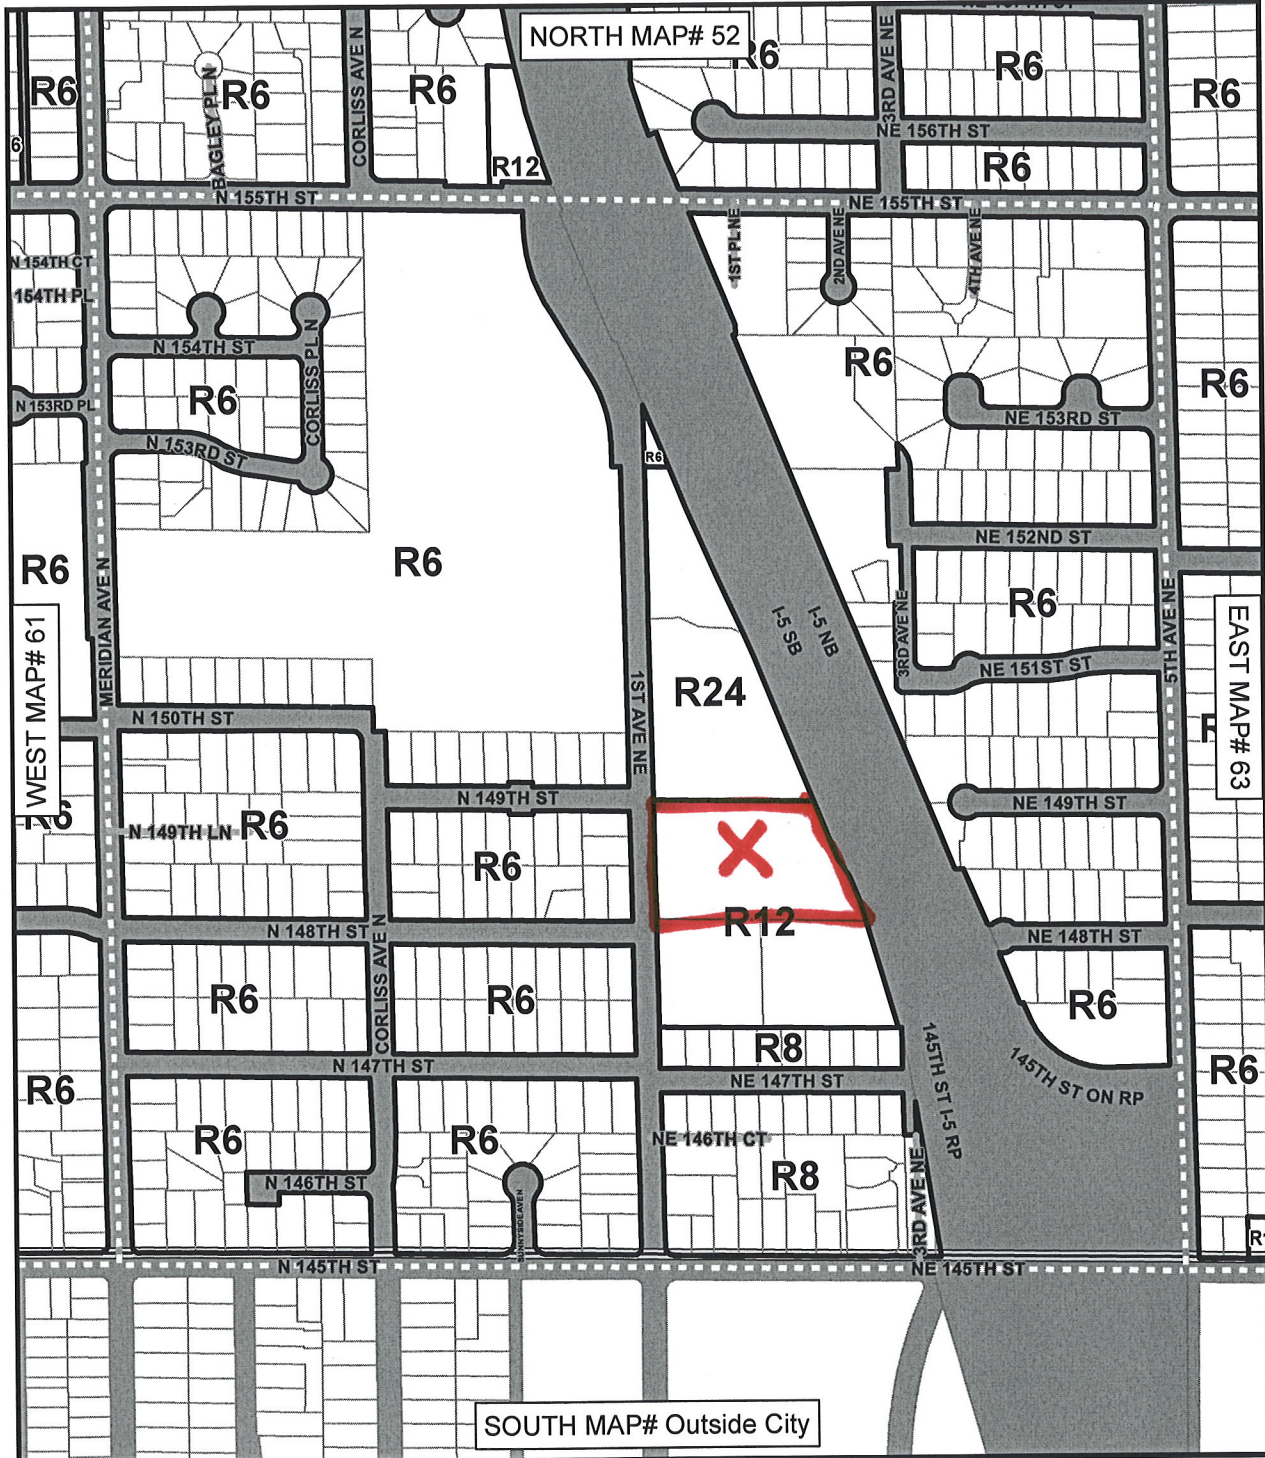 NORTH MAP# 52
R6
R6
R6
R6
R6
R6
R6
6
BAGLEY PL N
CORLISS AVE N
3RD AVE NE
NE 156TH ST
R12
R6
N 155TH ST
NE 155TH ST
N 154TH CT
154TH PL
1ST PL NE
2ND AVE NE
4TH AVE NE
N 154TH ST
CORLISS PL N
R6
R6
R6
N 153RD PL
NE 153RD ST
N 153RD ST
R6
NE 152ND ST
R6
R6
R6
MERIDIAN AVE N
I-5 SB
I-5 NB
3RD AVE NE
5TH AVE NE
WEST MAP# 61
EAST MAP# 63
NE 151ST ST
R24
1ST AVE NE
N 150TH ST
N 149TH ST
NE 149TH ST
R6
N 149TH LN
R6
X
R6
R12
N 148TH ST
NE 148TH ST
CORLISS AVE N
R6
R6
R6
R8
145TH ST I-5 RP
145TH ST ON RP
N 147TH ST
NE 147TH ST
R6
R6
R6
R6
NE 146TH CT
R8
N 146TH ST
SUNNYSIDE AVE N
3RD AVE NE
N 145TH ST
NE 145TH ST
SOUTH MAP# Outside City